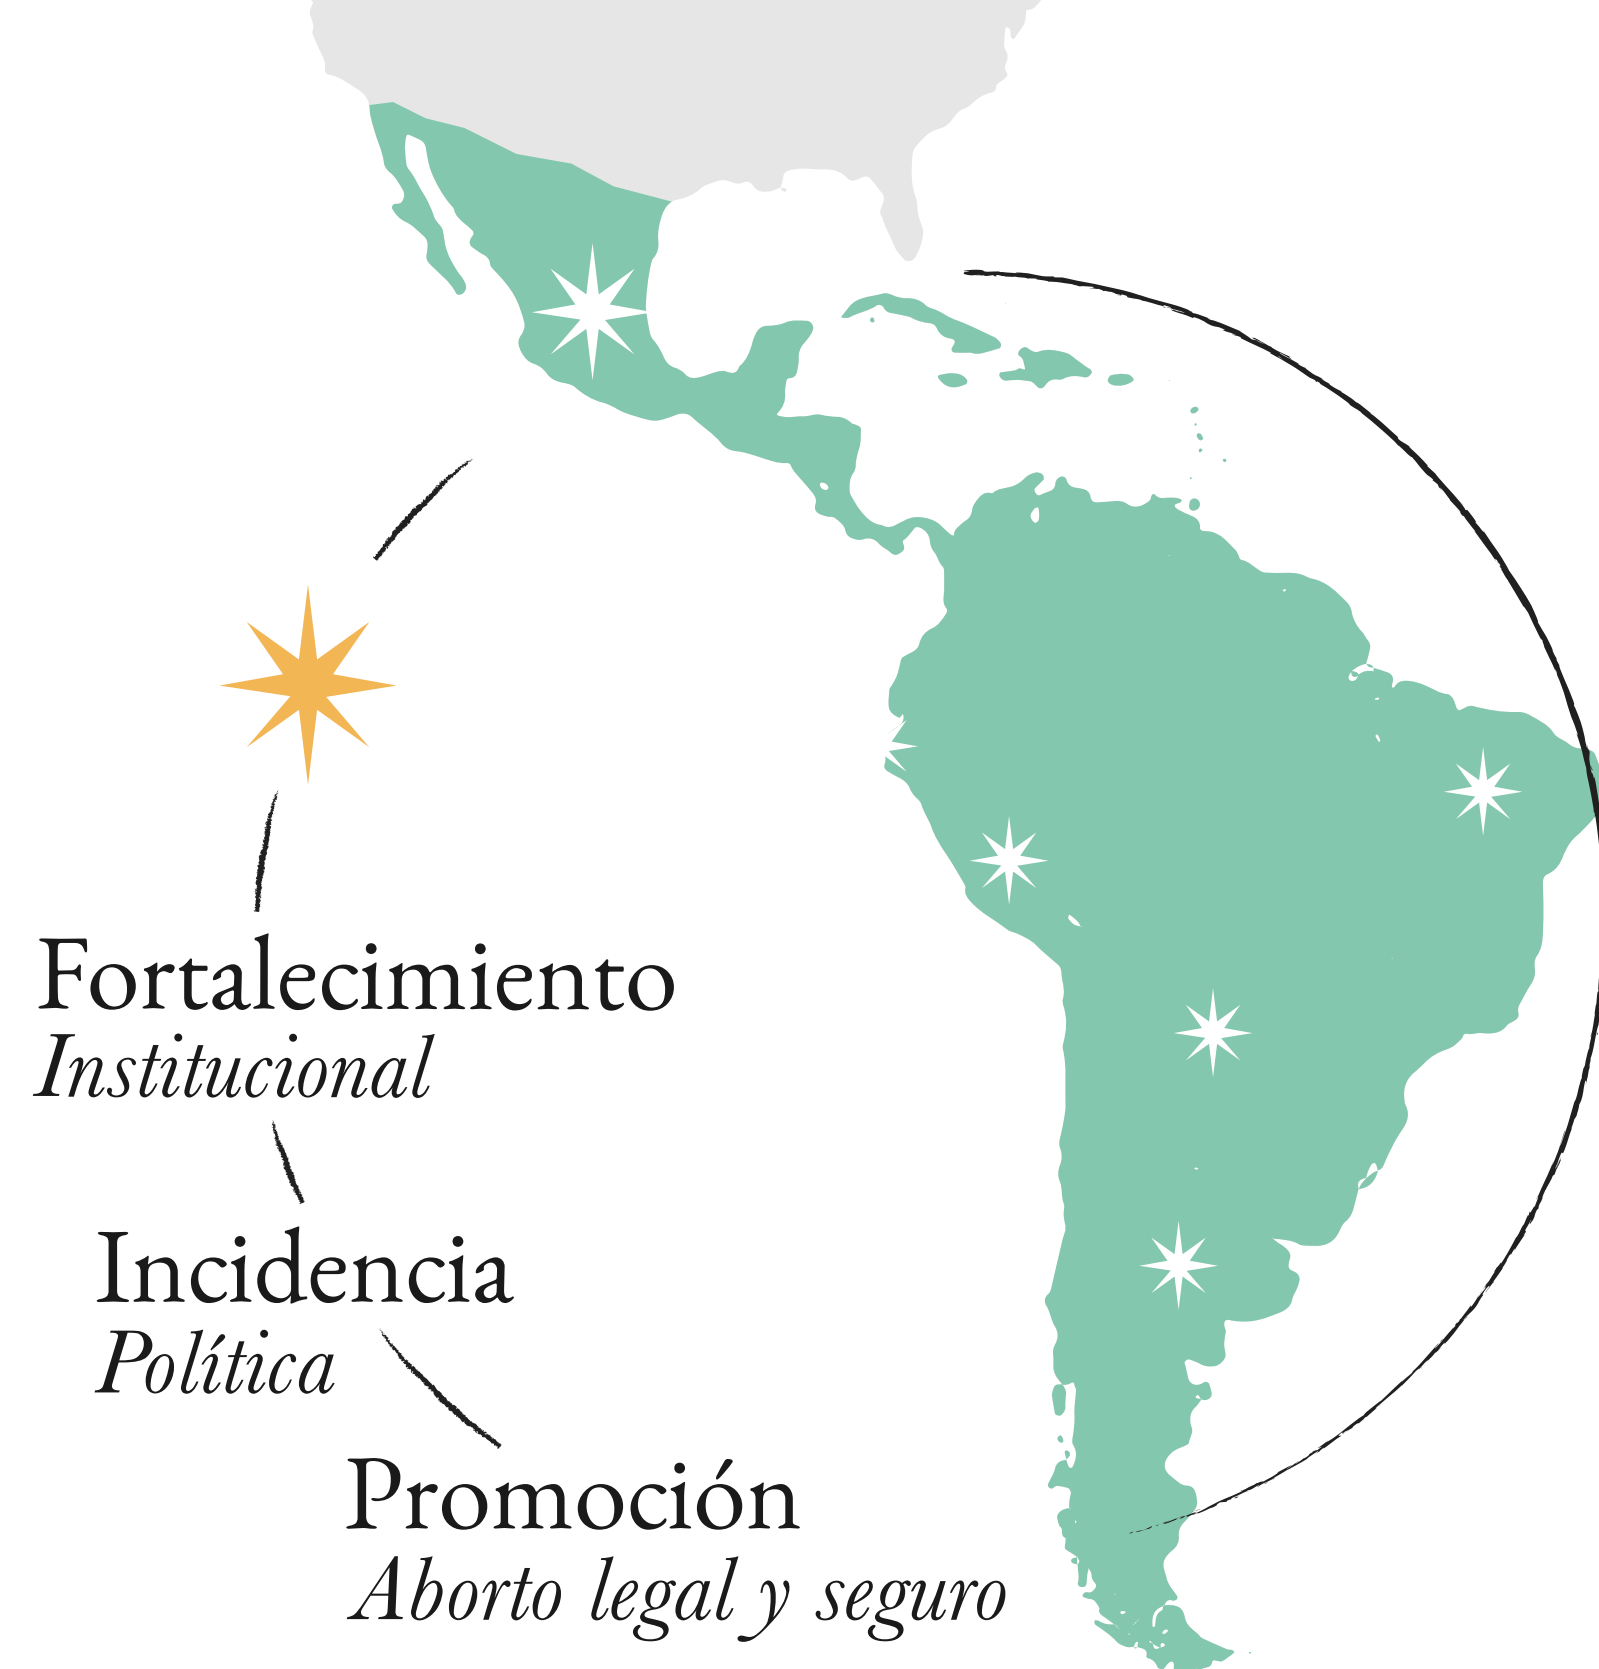 Fortalecimiento
Institucional
Incidencia
Política
Promoción
Aborto legal y seguro